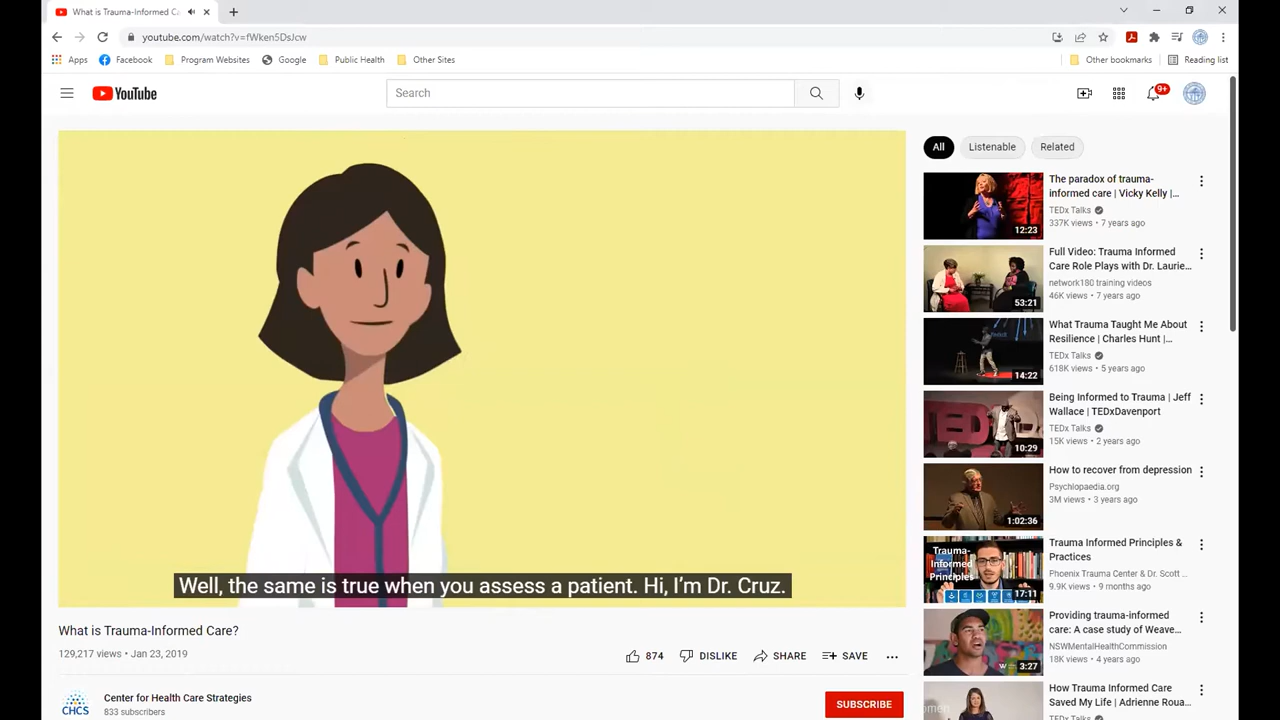 What is Trauma-Informed Ca
youtube.com/watch?v=fWken5DsJcw
Apps
Facebook
Program Websites
Google
Public Health
Other Sites
Other bookmarks
Reading list
YouTube
Search
9+
Well, the same is true when you assess a patient. Hi, I'm Dr. Cruz.
What is Trauma-Informed Care?
129,217 views • Jan 23, 2019
874
DISLIKE
SHARE
SAVE
CHCS
Center for Health Care Strategies
833 subscribers
SUBSCRIBE
All
Listenable
Related
12:23
The paradox of trauma-
informed care | Vicky Kelly |...
TEDx Talks
337K views • 7 years ago
53:21
Full Video: Trauma Informed
Care Role Plays with Dr. Laurie...
network180 training videos
46K views • 7 years ago
14:22
What Trauma Taught Me About
Resilience | Charles Hunt |...
TEDx Talks
618K views • 5 years ago
TED
10:29
Being Informed to Trauma | Jeff
Wallace | TEDxDavenport
TEDx Talks
15K views • 2 years ago
1:02:36
How to recover from depression
Psychlopaedia.org
3M views • 3 years ago
Trauma-
Informed
Principles
17:11
Trauma Informed Principles &
Practices
Phoenix Trauma Center & Dr. Scott ...
9.9K views • 9 months ago
3:27
Providing trauma-informed
care: A case study of Weave...
NSWMentalHealthCommission
18K views • 4 years ago
How Trauma Informed Care
Saved My Life | Adrienne Roua...
TEDx Talks